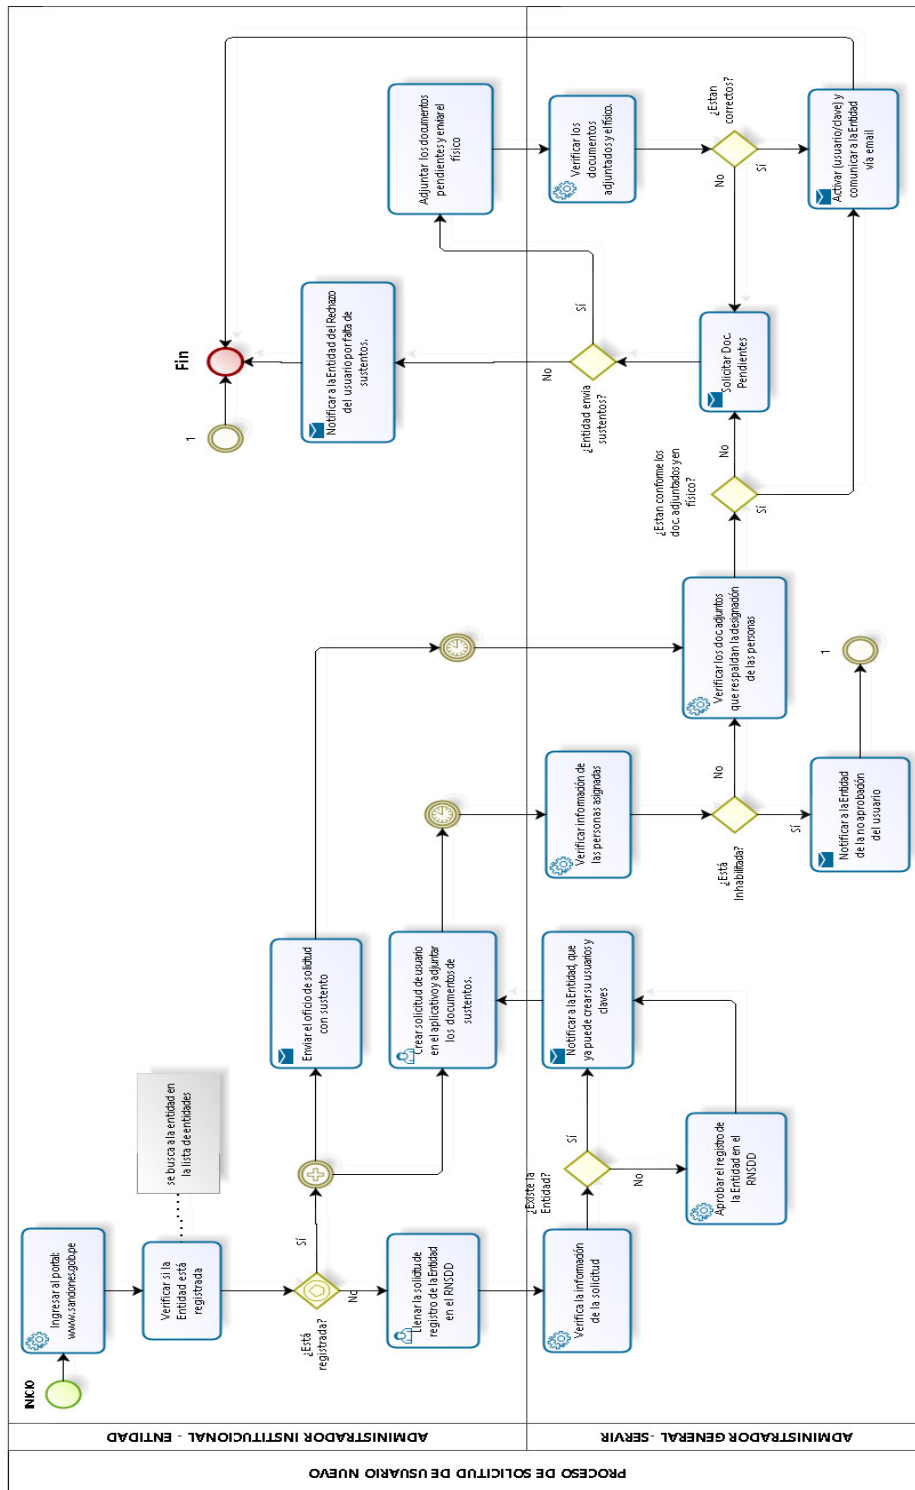 PROCESO DE SOLICITUD DE USUARIO NUEVO
ADMINISTRADOR INSTITUCIONAL - ENTIDAD
ADMINISTRADOR GENERAL -SERVIR
INICIO
Ingresar al portal:
www.sanciones.gob.pe
Verificar si la
Entidad está
registrada
se busca a la entidad en
la lista de entidades
¿Está
registrada?
Sí
No
Llenar la solicitud de
registro de la Entidad
en el RNSDD
Enviar el oficio de solicitud
con sustento
Crear solicitud de usuario
en el aplicativo y adjuntar
los documentos de
sustentos.
Verifica la información
de la solicitud
¿Existe la
Entidad?
Sí
No
Aprobar el registro de
la Entidad en el
RNSDD
Notificar a la Entidad, que
ya puede crear su usuarios y
claves
Verificar información de
las personas asignadas
¿Está
Inhabilitada?
No
Sí
Notificar a la Entidad
de la no aprobación
del usuario
1
Verificar los doc. adjuntos
que respaldan la designación
de las personas
¿Estan conforme los
doc. adjuntados y en
físico?
No
Sí
Solicitar Doc.
Pendientes
¿Entidad envia
sustentos?
No
Sí
Notificar a la Entidad del Rechazo
del usuario por falta de
sustentos.
1
Fin
Adjuntar los documentos
pendientes y enviar el
físico
Verificar los
documentos
adjuntados y el físico.
¿Estan
correctos?
No
Sí
Activar (usuario/clave) y
comunicar a la Entidad
vía email